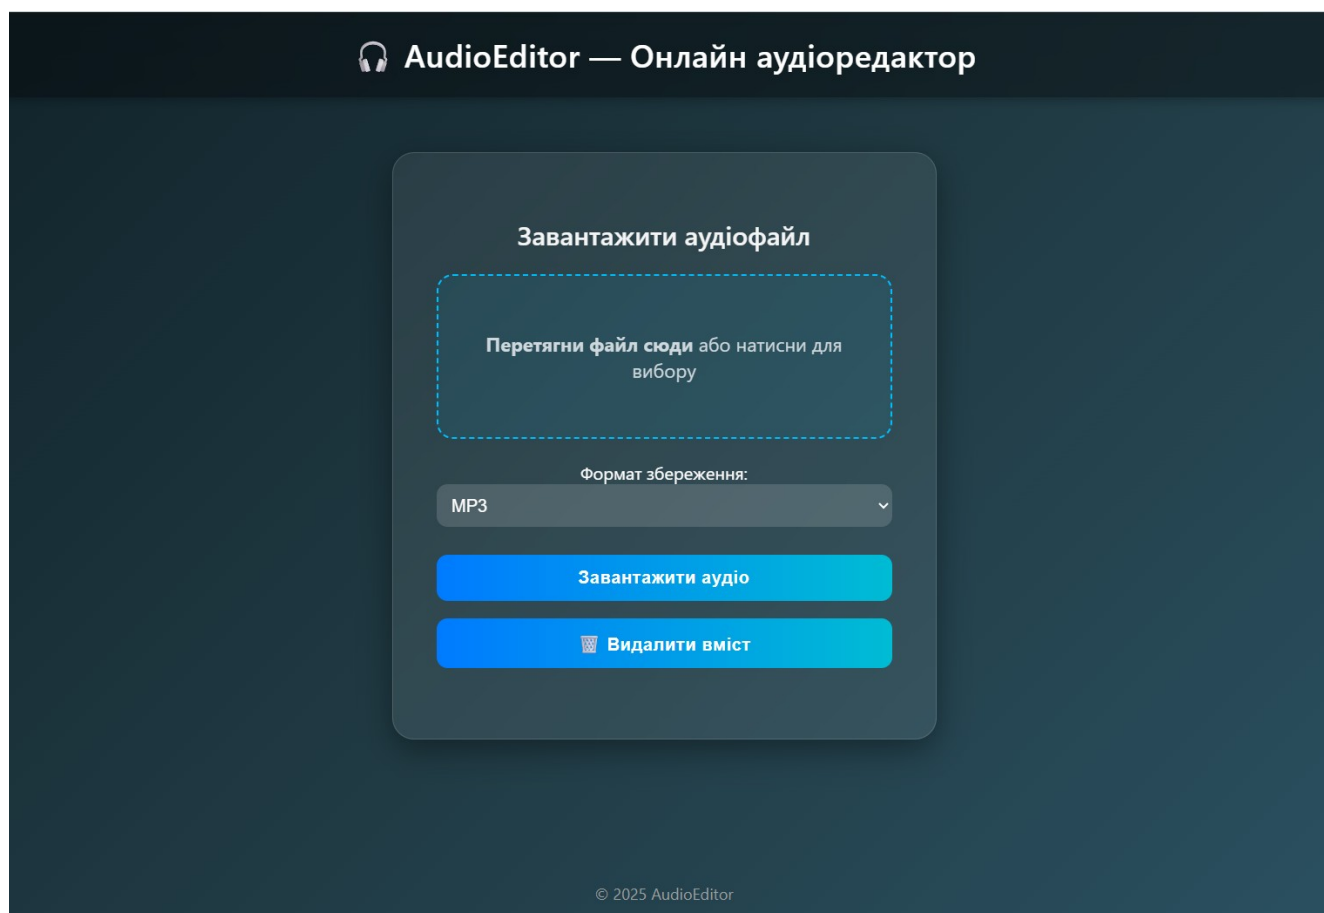 🎧 AudioEditor — Онлайн аудіоредактор
Завантажити аудіофайл
Перетягни файл сюди або натисни для
вибору
Формат збереження:
MP3
Завантажити аудіо
🗑️ Видалити вміст
© 2025 AudioEditor